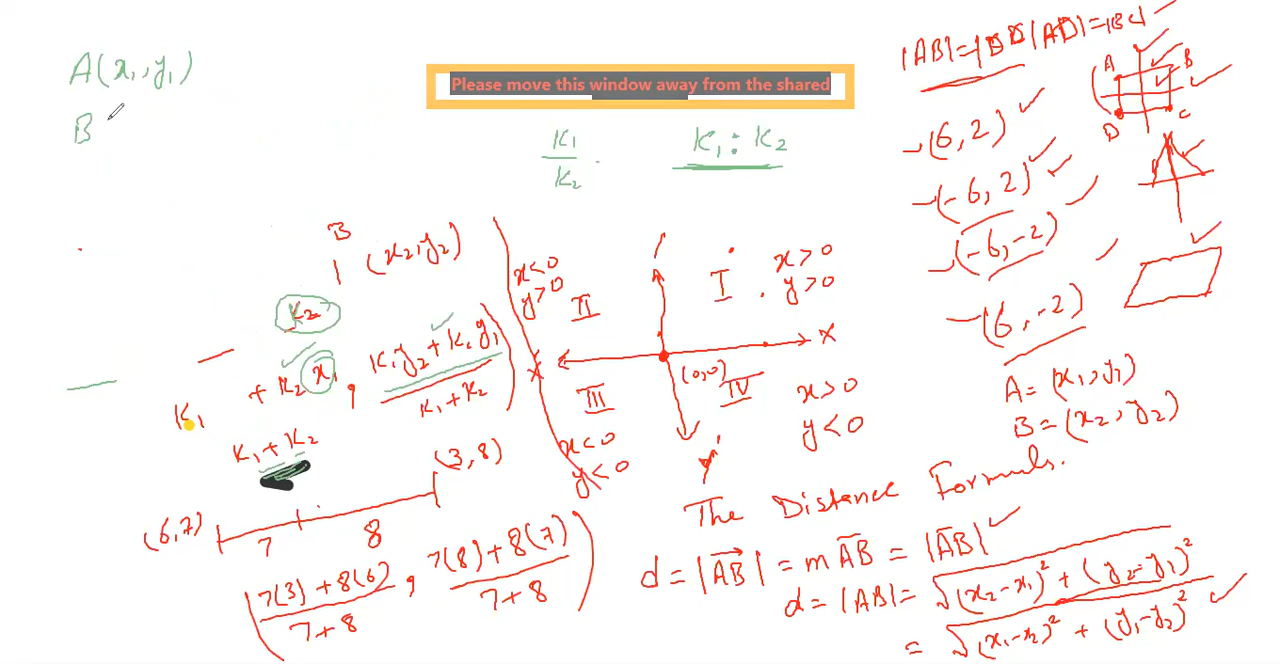 A(x₁, y₁)
B
Please move this window away from the shared
K₁/K₂ .
K₁ : K₂
|AD|=|BC|
A B
D C
(6, 2)
(-6, 2)
(-6, -2)
(6, -2)
B
(x₂, y₂)
K₂
+ K₂ x₁ , (K₁y₂ + K₁y₁)/(K₁ + K₂)
K₁
K₁ + K₂
x<0
y>0
II
I
x>0
y>0
X
X
(0,0)
III
IV
x<0
y<0
x>0
y<0
A = (x₁, y₁)
B = (x₂, y₂)
(6, 7)
(3, 8)
7 8
( (7(3) + 8(6))/(7+8) , (7(8) + 8(7))/(7+8) )
The Distance Formula.
d = |AB| = mAB = |AB|
d = |AB| = √((x₂-x₁)² + (y₂-y₁)²)
= √((x₁-x₂)² + (y₁-y₂)²)